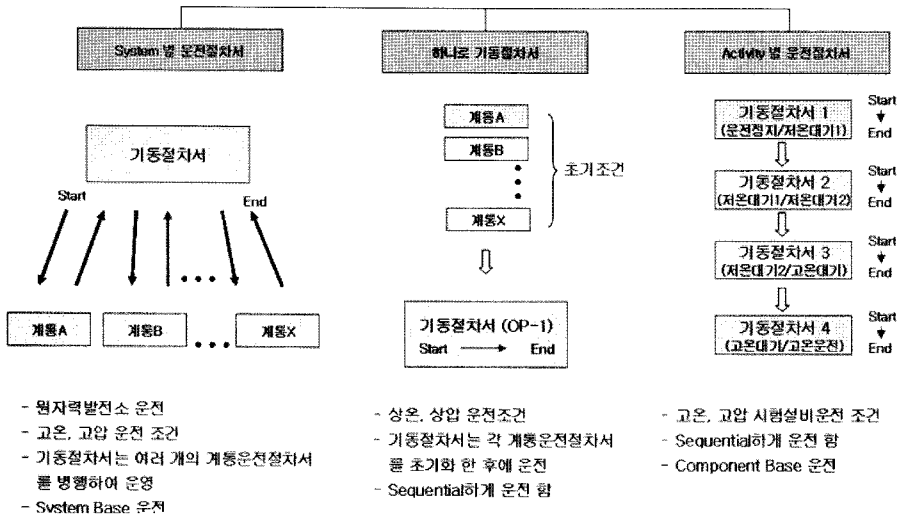 System 별 운전절차서
기동절차서
Start
End
계통A
계통B
계통X
- 원자력발전소 운전
- 고온, 고압 운전 조건
- 기동절차서는 여러 개의 계통운전절차서
를 병행하여 운영
- System Base 운전
하나로 기동절차서
계통A
계통B
계통X
초기조건
기동절차서 (OP-1)
Start
End
- 상온, 상압 운전조건
- 기동절차서는 각 계통운전절차서
를 초기화 한 후에 운전
- Sequential하게 운전 함
Activity 별 운전절차서
기동절차서 1
(운전정지/저온대기1)
Start
End
기동절차서 2
(저온대기1/저온대기2)
Start
End
기동절차서 3
(저온대기2/고온대기)
Start
End
기동절차서 4
(고온대기/고온운전)
Start
End
- 고온, 고압 시험설비운전 조건
- Sequential하게 운전 함
- Component Base 운전